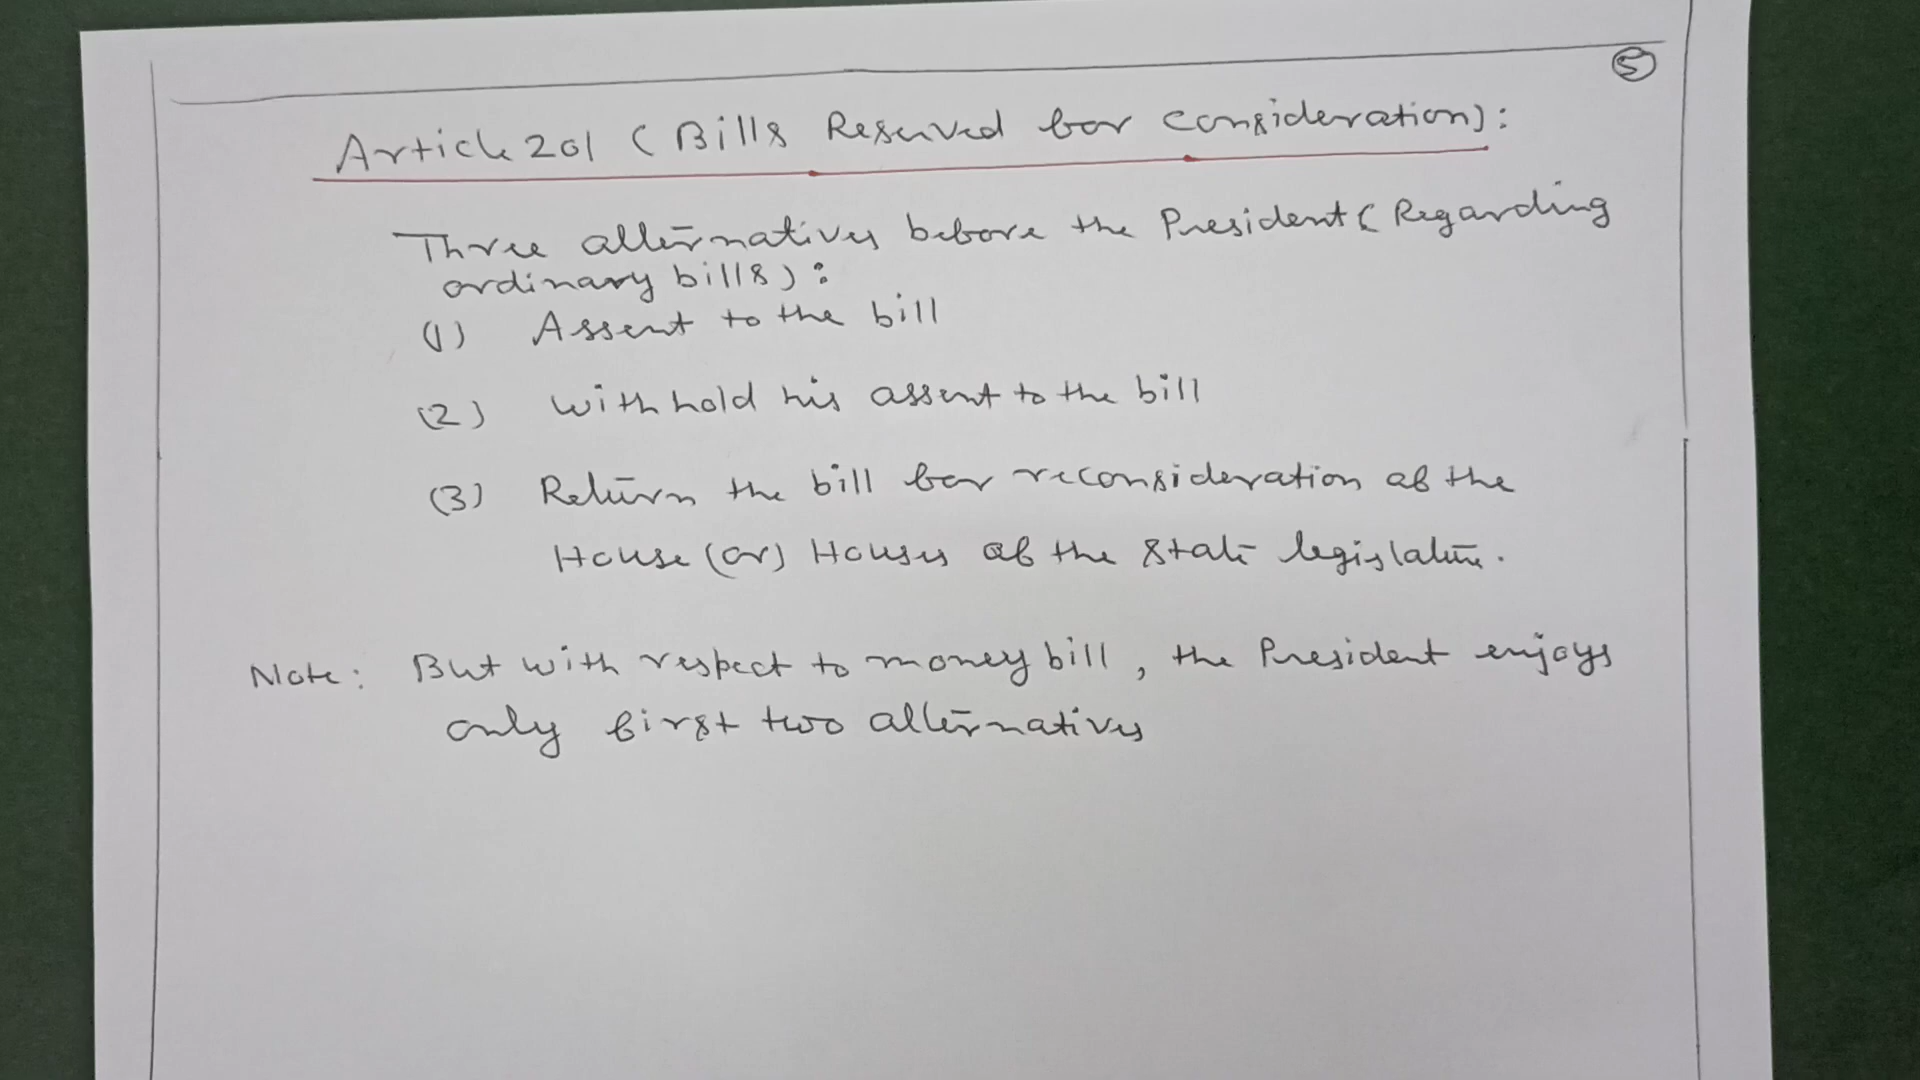 5
Article 201 (Bills Reserved for consideration):
Three alternatives before the President (Regarding
ordinary bills):
(1) Assent to the bill
(2) withhold his assent to the bill
(3) Return the bill for reconsideration of the
House (or) Houses of the State legislature.
Note: But with respect to money bill, the President enjoys
only first two alternatives